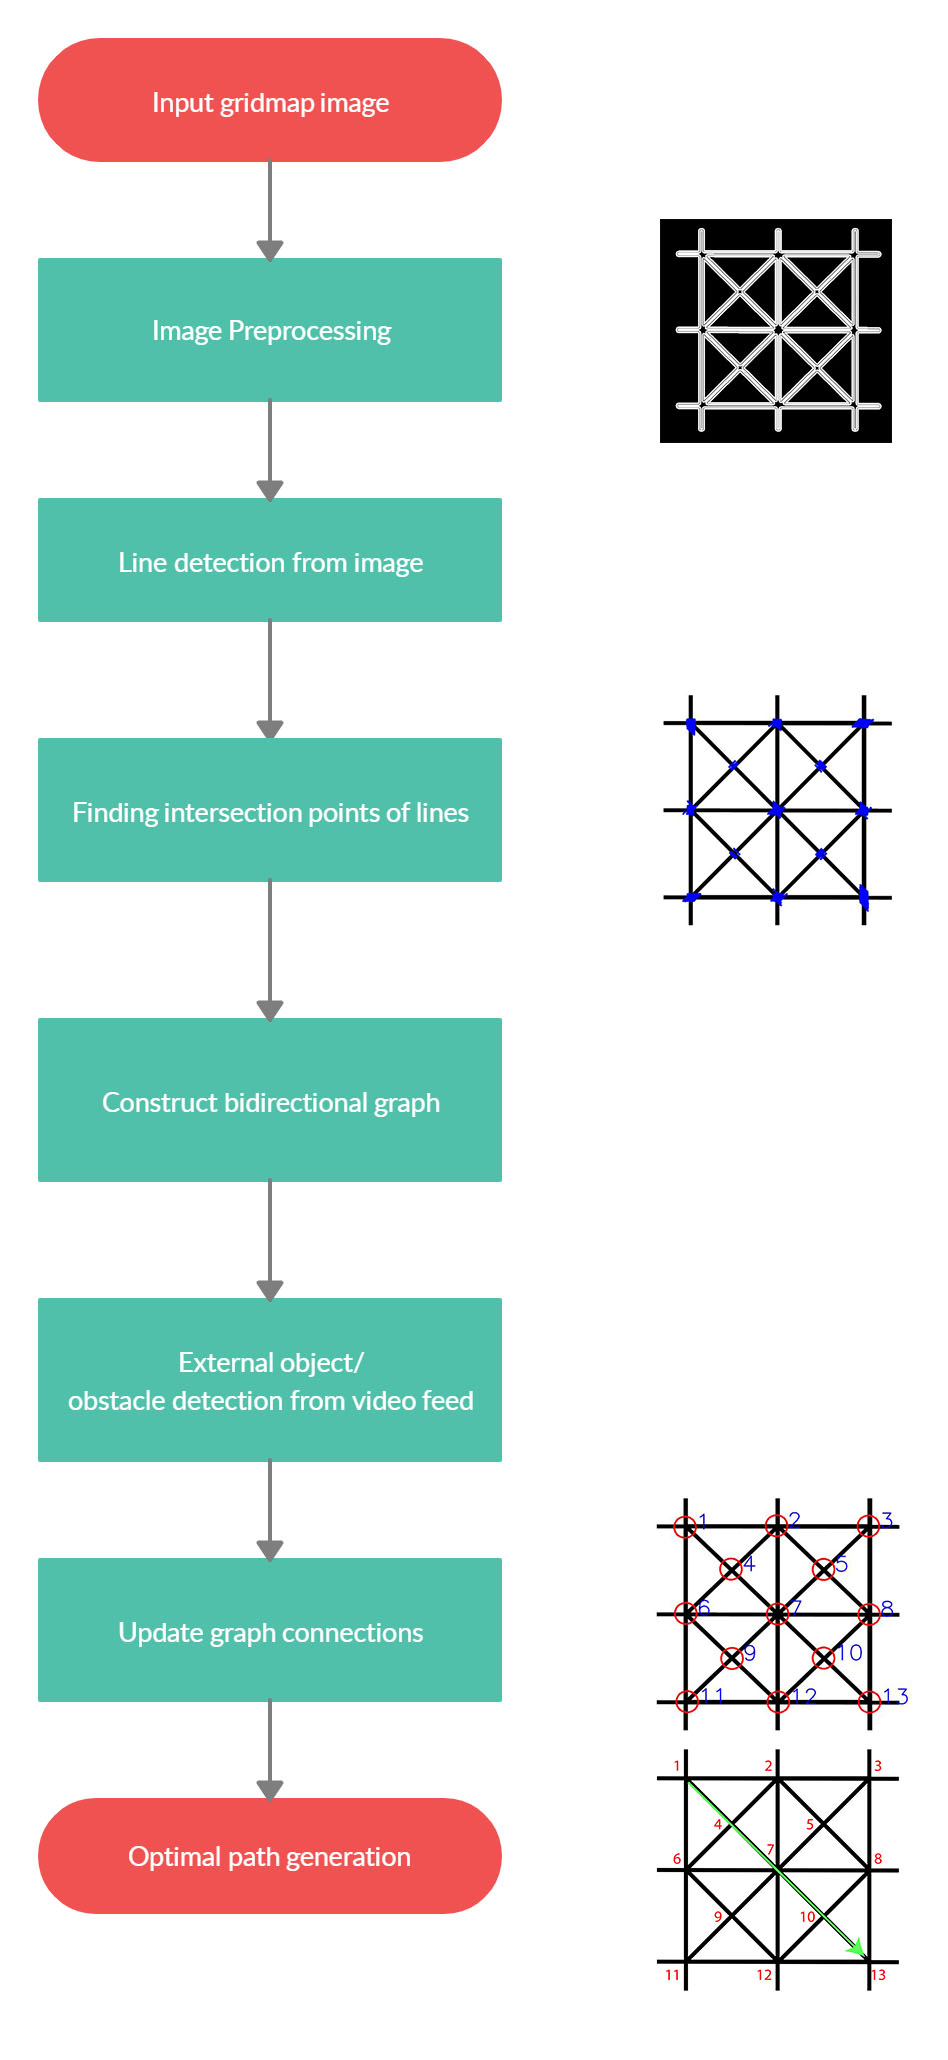 Input gridmap image
Image Preprocessing
Line detection from image
Finding intersection points of lines
Construct bidirectional graph
External object/
obstacle detection from video feed
Update graph connections
1 2 3
4 5
6 7 8
9 10
11 12 13
Optimal path generation
1 2 3
4 5
7
6 8
9 10
11 12 13